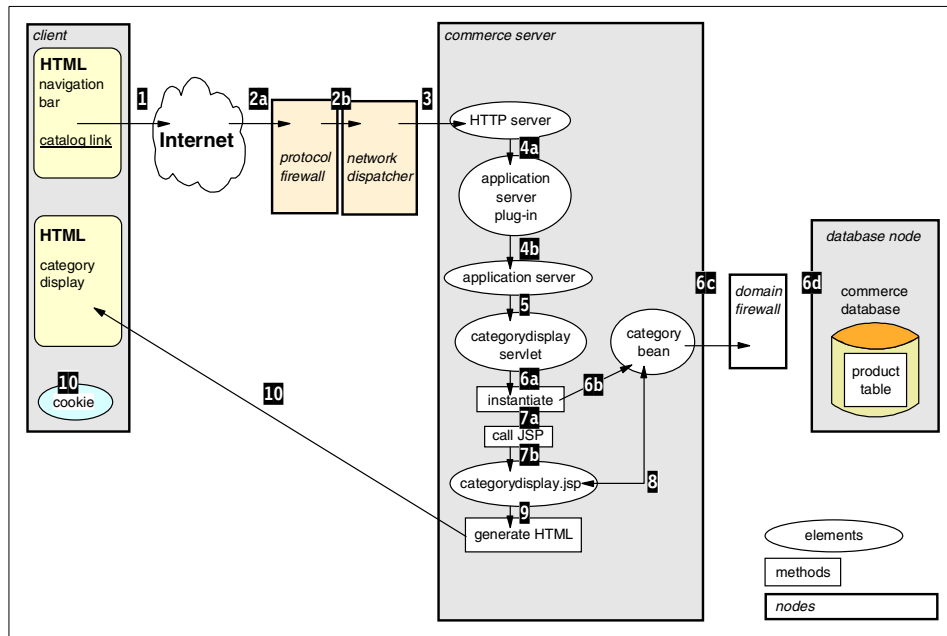 client
HTML
navigation
bar
catalog link
1
Internet
2a
2b
protocol
firewall
network
dispatcher
3
commerce server
HTTP server
4a
application
server
plug-in
4b
application server
5
categorydisplay
servlet
6a
instantiate
6b
category
bean
7a
call JSP
7b
categorydisplay.jsp
8
9
generate HTML
6c
domain
firewall
6d
database node
commerce
database
product
table
HTML
category
display
10
cookie
10
elements
methods
nodes